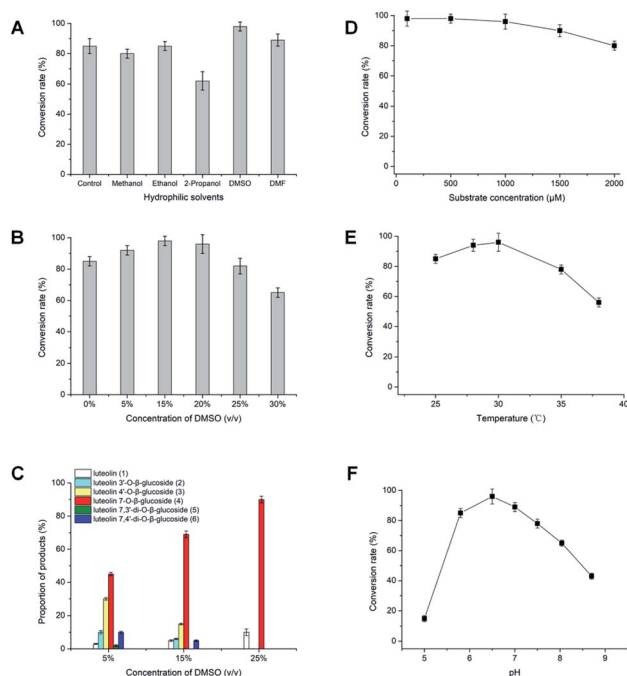 A
Conversion rate (%)
100
80
60
40
20
0
Control Methanol Ethanol 2-Propanol DMSO DMF
Hydrophilic solvents
B
Conversion rate (%)
100
80
60
40
20
0
0% 5% 15% 20% 25% 30%
Concentration of DMSO (v/v)
C
luteolin (1)
luteolin 3'-O-β-glucoside (2)
luteolin 4'-O-β-glucoside (3)
luteolin 7-O-β-glucoside (4)
luteolin 7,3'-di-O-β-glucoside (5)
luteolin 7,4'-di-O-β-glucoside (6)
Proportion of products (%)
100
80
60
40
20
0
5% 15% 25%
Concentration of DMSO (v/v)
D
Conversion rate (%)
100
80
60
40
20
0
0 500 1000 1500 2000
Substrate concentration (μM)
E
Conversion rate (%)
100
80
60
40
20
0
25 30 35 40
Temperature (℃)
F
Conversion rate (%)
100
80
60
40
20
0
5 6 7 8 9
pH